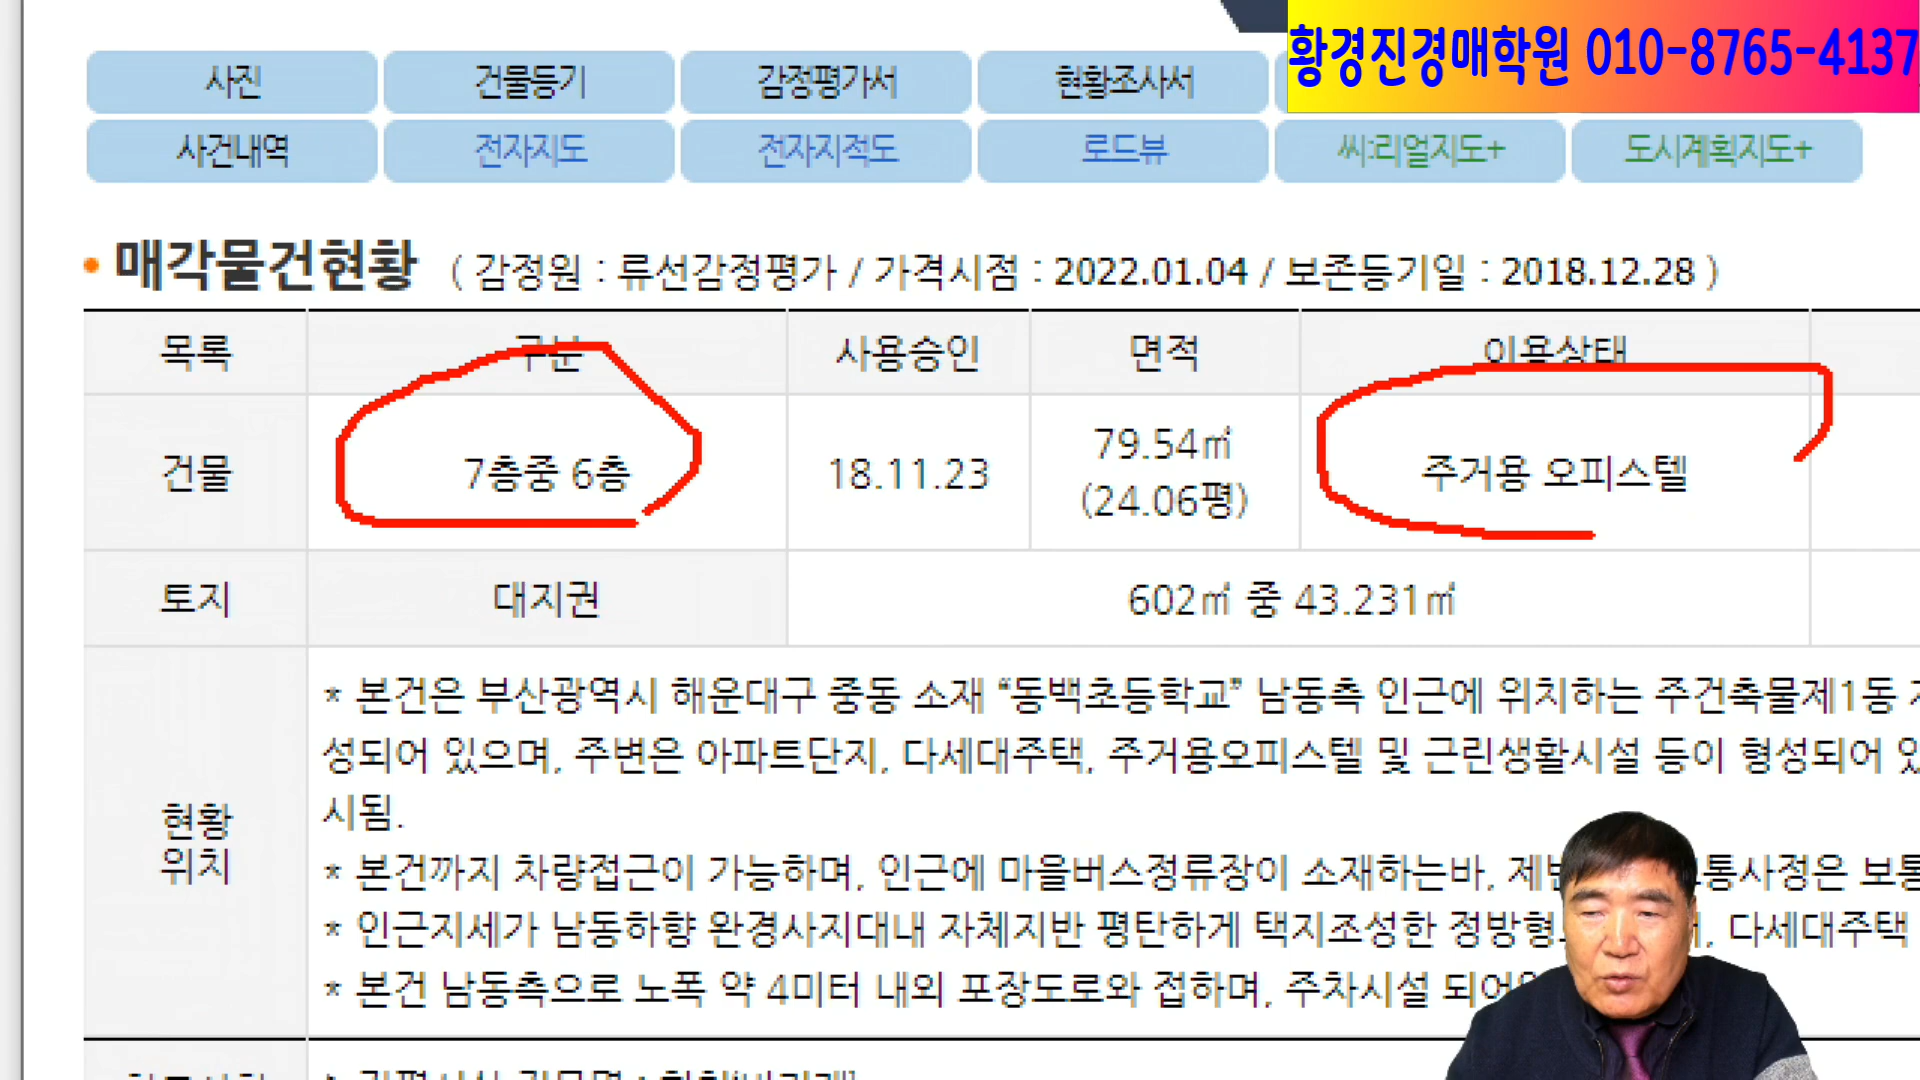 황경진경매학원 010-8765-4137
사진 건물등기 감정평가서 현황조사서
사건내역 전자지도 전자지적도 로드뷰 씨:리얼지도+ 도시계획지도+
• 매각물건현황 ( 감정원 : 류선감정평가 / 가격시점 : 2022.01.04 / 보존등기일 : 2018.12.28 )
목록 구분 사용승인 면적 이용상태
건물 7층중 6층 18.11.23 79.54㎡ (24.06평) 주거용 오피스텔
토지 대지권 602㎡ 중 43.231㎡
현황
위치
* 본건은 부산광역시 해운대구 중동 소재 “동백초등학교” 남동측 인근에 위치하는 주건축물제1동
성되어 있으며, 주변은 아파트단지, 다세대주택, 주거용오피스텔 및 근린생활시설 등이 형성되어
시됨.
* 본건까지 차량접근이 가능하며, 인근에 마을버스정류장이 소재하는바, 보통
* 인근지세가 남동하향 완경사지대내 자체지반 평탄하게 택지조성한 다세대주택
* 본건 남동측으로 노폭 약 4미터 내외 포장도로와 접하며, 주차시설